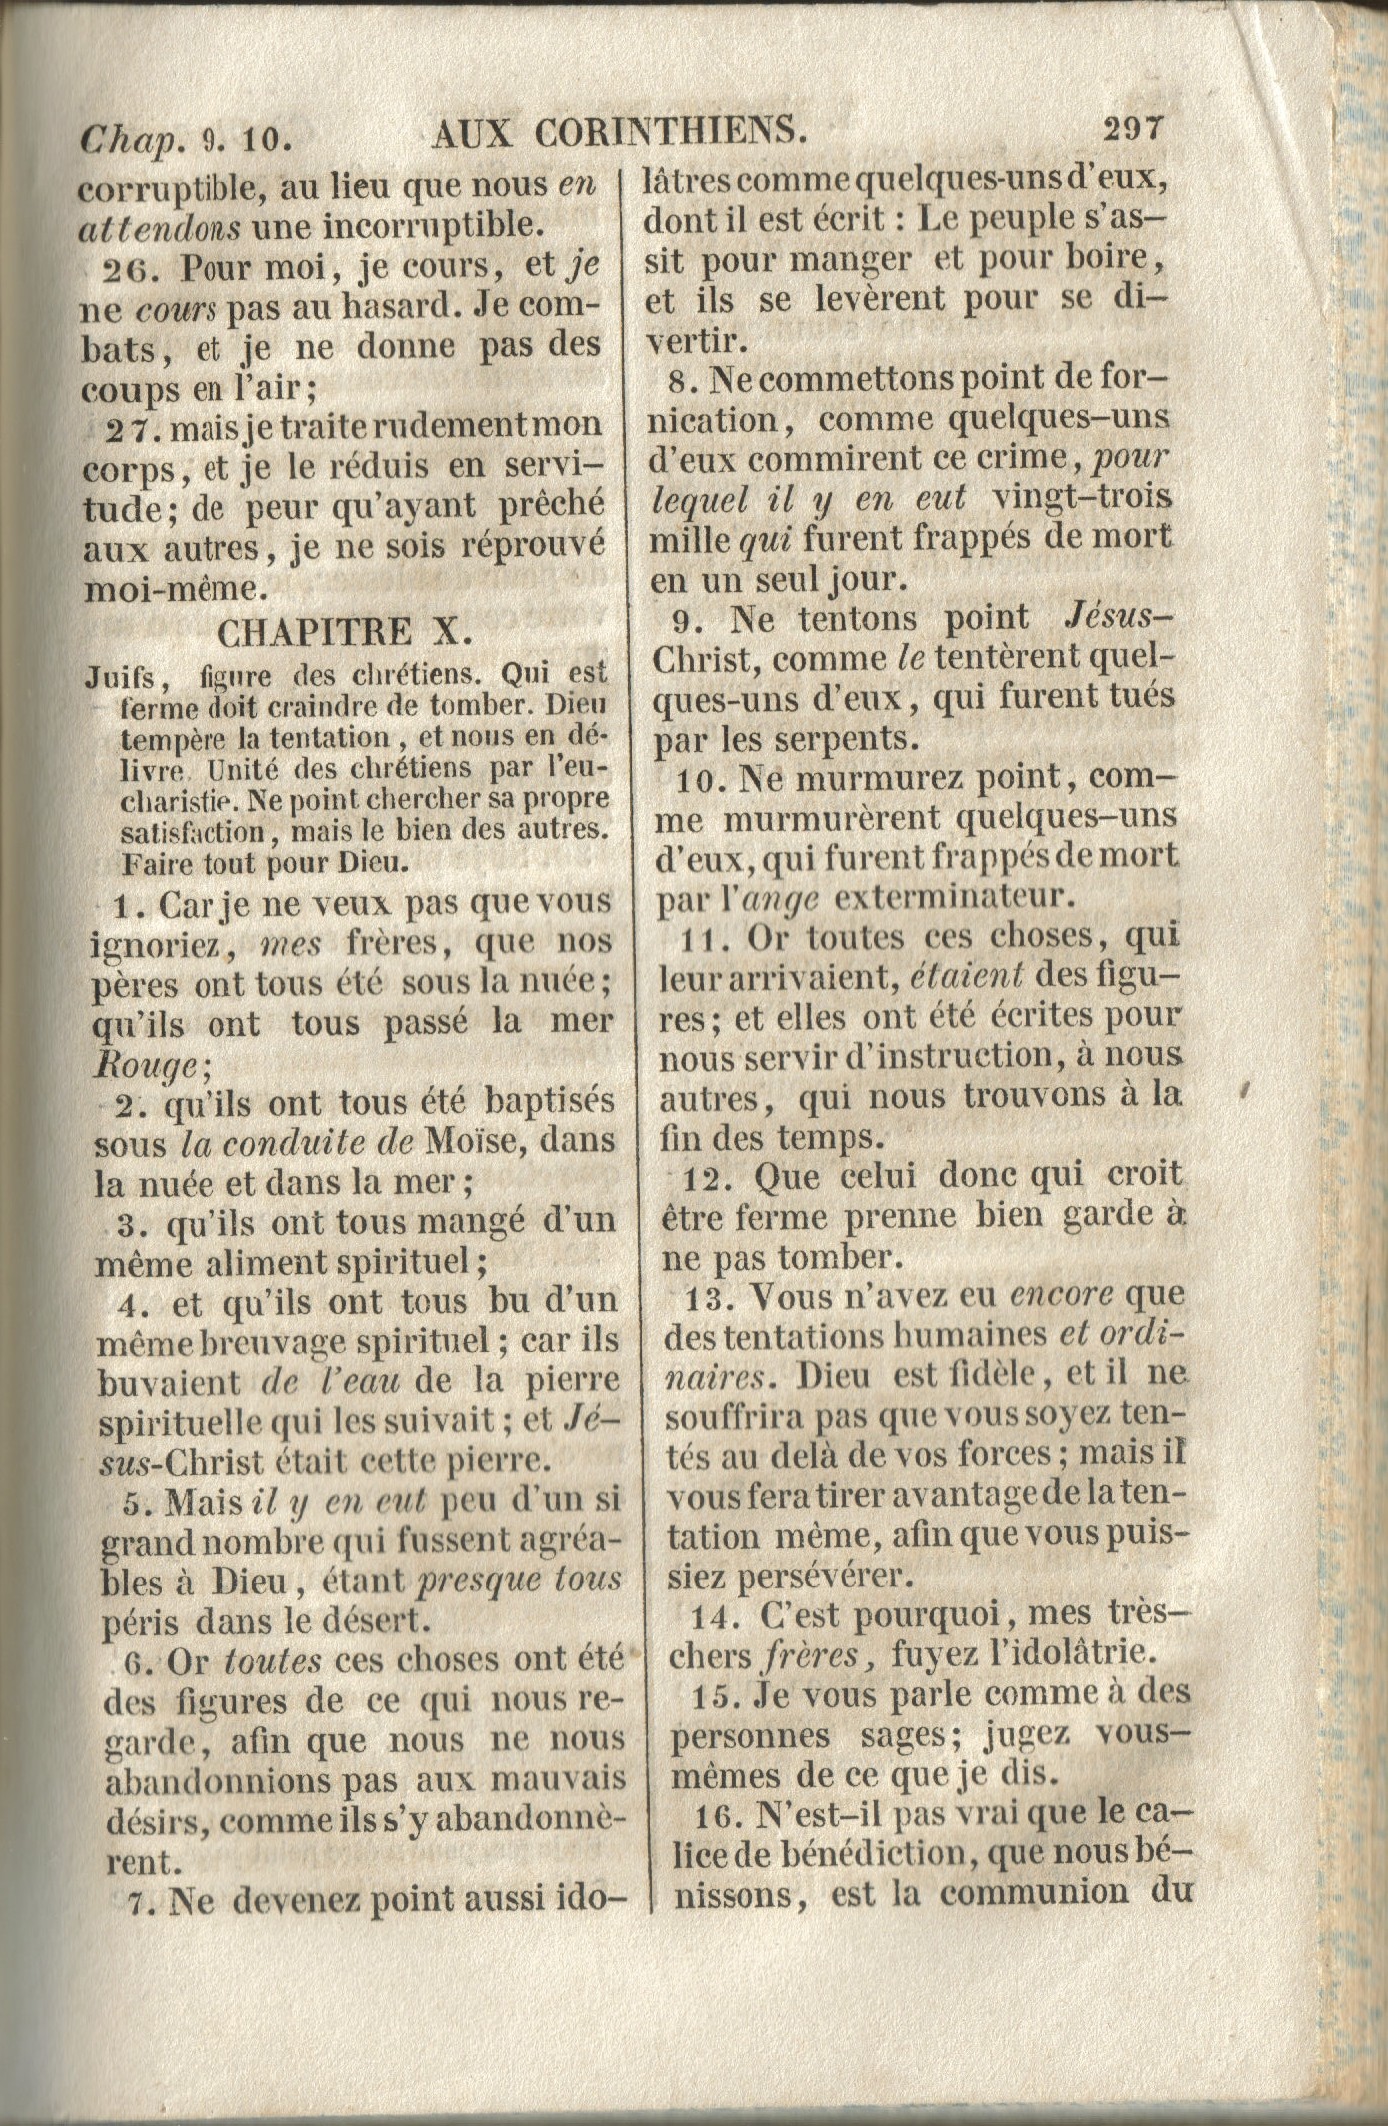 Chap. 9. 10. AUX CORINTHIENS. 297
corruptible, au lieu que nous en
attendons une incorruptible.
26. Pour moi, je cours, et je
ne cours pas au hasard. Je com-
bats, et je ne donne pas des
coups en l'air;
27. mais je traite rudement mon
corps, et je le réduis en servi-
tude; de peur qu'ayant prêché
aux autres, je ne sois réprouvé
moi-même.
CHAPITRE X.
Juifs, figure des chrétiens. Qui est
ferme doit craindre de tomber. Dieu
tempère la tentation, et nous en dé-
livre. Unité des chrétiens par l'eu-
charistie. Ne point chercher sa propre
satisfaction, mais le bien des autres.
Faire tout pour Dieu.
1. Car je ne veux pas que vous
ignoriez, mes frères, que nos
pères ont tous été sous la nuée;
qu'ils ont tous passé la mer
Rouge;
2. qu'ils ont tous été baptisés
sous la conduite de Moïse, dans
la nuée et dans la mer;
3. qu'ils ont tous mangé d'un
même aliment spirituel;
4. et qu'ils ont tous bu d'un
même breuvage spirituel; car ils
buvaient de l'eau de la pierre
spirituelle qui les suivait; et Jé-
sus-Christ était cette pierre.
5. Mais il y en eut peu d'un si
grand nombre qui fussent agréa-
bles à Dieu, étant presque tous
péris dans le désert.
6. Or toutes ces choses ont été
des figures de ce qui nous re-
garde, afin que nous ne nous
abandonnions pas aux mauvais
désirs, comme ils s'y abandonnè-
rent.
7. Ne devenez point aussi ido-
lâtres comme quelques-uns d'eux,
dont il est écrit : Le peuple s'as-
sit pour manger et pour boire,
et ils se levèrent pour se di-
vertir.
8. Ne commettons point de for-
nication, comme quelques-uns
d'eux commirent ce crime, pour
lequel il y en eut vingt-trois
mille qui furent frappés de mort
en un seul jour.
9. Ne tentons point Jésus-
Christ, comme le tentèrent quel-
ques-uns d'eux, qui furent tués
par les serpents.
10. Ne murmurez point, com-
me murmurèrent quelques-uns
d'eux, qui furent frappés de mort
par l'ange exterminateur.
11. Or toutes ces choses, qui
leur arrivaient, étaient des figu-
res; et elles ont été écrites pour
nous servir d'instruction, à nous
autres, qui nous trouvons à la
fin des temps.
12. Que celui donc qui croit
être ferme prenne bien garde à
ne pas tomber.
13. Vous n'avez eu encore que
des tentations humaines et ordi-
naires. Dieu est fidèle, et il ne
souffrira pas que vous soyez ten-
tés au delà de vos forces; mais il
vous fera tirer avantage de la ten-
tation même, afin que vous puis-
siez persévérer.
14. C'est pourquoi, mes très-
chers frères, fuyez l'idolâtrie.
15. Je vous parle comme à des
personnes sages; jugez vous-
mêmes de ce que je dis.
16. N'est-il pas vrai que le ca-
lice de bénédiction, que nous bé-
nissons, est la communion du